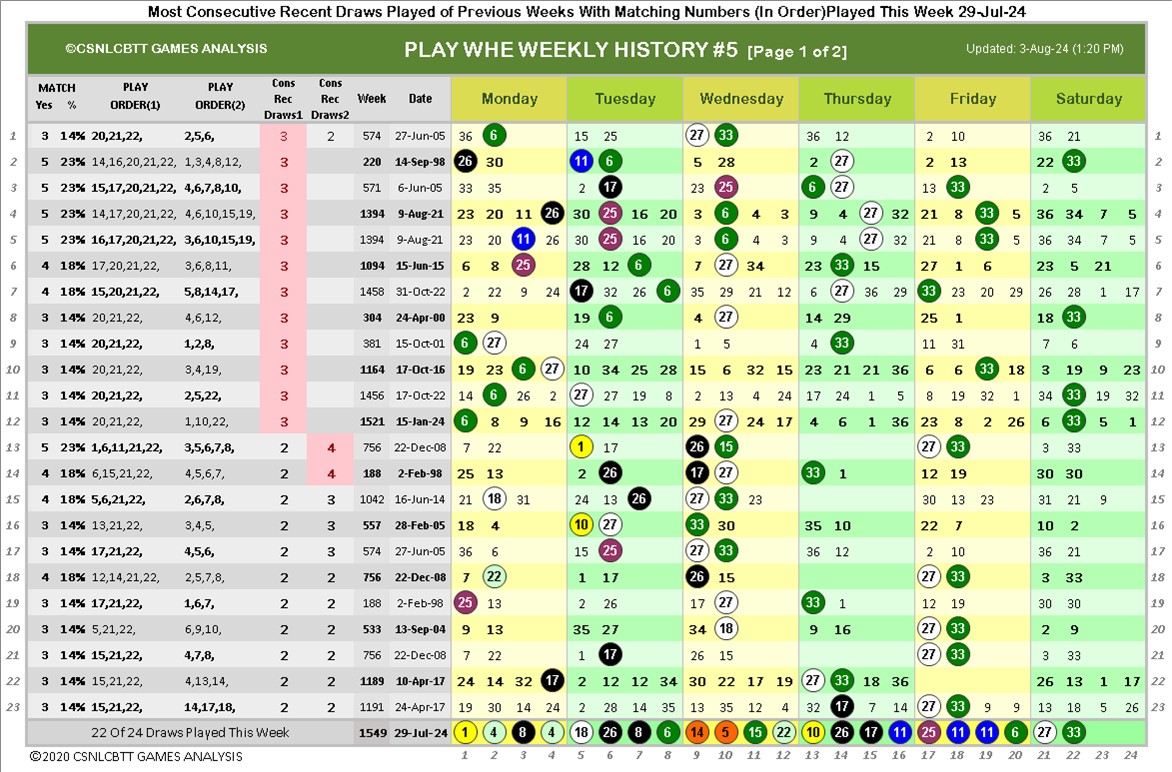 Most Consecutive Recent Draws Played of Previous Weeks With Matching Numbers (In Order)Played This Week 29-Jul-24
©CSNLCBTT GAMES ANALYSIS PLAY WHE WEEKLY HISTORY #5 [Page 1 of 2] Updated: 3-Aug-24 (1:20 PM)
MATCH Yes % PLAY ORDER(1) PLAY ORDER(2) Cons Rec Draws1 Cons Rec Draws2 Week Date Monday Tuesday Wednesday Thursday Friday Saturday
1 3 14% 20,21,22, 2,5,6, 3 2 574 27-Jun-05 36 6 15 25 27 33 36 12 2 10 36 21 1
2 5 23% 14,16,20,21,22, 1,3,4,8,12, 3 220 14-Sep-98 26 30 11 6 5 28 2 27 2 13 22 33 2
3 5 23% 15,17,20,21,22, 4,6,7,8,10, 3 571 6-Jun-05 33 35 2 17 23 25 6 27 13 33 2 5 3
4 5 23% 14,17,20,21,22, 4,6,10,15,19, 3 1394 9-Aug-21 23 20 11 26 30 25 16 20 3 6 4 3 9 4 27 32 21 8 33 5 36 34 7 5 4
5 5 23% 16,17,20,21,22, 3,6,10,15,19, 3 1394 9-Aug-21 23 20 11 26 30 25 16 20 3 6 4 3 9 4 27 32 21 8 33 5 36 34 7 5 5
6 4 18% 17,20,21,22, 3,6,8,11, 3 1094 15-Jun-15 6 8 25 28 12 6 7 27 34 23 33 15 27 1 6 23 5 21 6
7 4 18% 15,20,21,22, 5,8,14,17, 3 1458 31-Oct-22 2 22 9 24 17 32 26 6 35 29 21 12 6 27 36 29 33 23 20 29 26 28 1 17 7
8 3 14% 20,21,22, 4,6,12, 3 304 24-Apr-00 23 9 19 6 4 27 14 29 25 1 18 33 8
9 3 14% 20,21,22, 1,2,8, 3 381 15-Oct-01 6 27 24 27 1 5 4 33 11 31 7 6 9
10 3 14% 20,21,22, 3,4,19, 3 1164 17-Oct-16 19 23 6 27 10 34 25 28 15 6 32 15 23 21 21 36 6 6 33 18 3 19 9 23 10
11 3 14% 20,21,22, 2,5,22, 3 1456 17-Oct-22 14 6 26 2 27 27 19 8 2 13 4 24 17 24 1 5 8 19 32 1 34 33 19 32 11
12 3 14% 20,21,22, 1,10,22, 3 1521 15-Jan-24 6 8 9 16 12 14 13 20 29 27 24 17 4 6 1 36 23 8 2 26 6 33 5 1 12
13 5 23% 1,6,11,21,22, 3,5,6,7,8, 2 4 756 22-Dec-08 7 22 1 17 26 15 27 33 3 33 13
14 4 18% 6,15,21,22, 4,5,6,7, 2 4 188 2-Feb-98 25 13 2 26 17 27 33 1 12 19 30 30 14
15 4 18% 5,6,21,22, 2,6,7,8, 2 3 1042 16-Jun-14 21 18 31 24 13 26 27 33 23 30 13 23 31 21 9 15
16 3 14% 13,21,22, 3,4,5, 2 3 557 28-Feb-05 18 4 10 27 33 30 35 10 22 7 10 2 16
17 3 14% 17,21,22, 4,5,6, 2 3 574 27-Jun-05 36 6 15 25 27 33 36 12 2 10 36 21 17
18 4 18% 12,14,21,22, 2,5,7,8, 2 2 756 22-Dec-08 7 22 1 17 26 15 27 33 3 33 18
19 3 14% 17,21,22, 1,6,7, 2 2 188 2-Feb-98 25 13 2 26 17 27 33 1 12 19 30 30 19
20 3 14% 5,21,22, 6,9,10, 2 2 533 13-Sep-04 9 13 35 27 34 18 9 16 27 33 2 9 20
21 3 14% 15,21,22, 4,7,8, 2 2 756 22-Dec-08 7 22 1 17 26 15 27 33 3 33 21
22 3 14% 15,21,22, 4,13,14, 2 2 1189 10-Apr-17 24 14 32 17 2 12 12 34 30 22 17 19 27 33 18 36 26 13 1 17 22
23 3 14% 15,21,22, 14,17,18, 2 2 1191 24-Apr-17 19 30 14 24 2 28 14 35 13 35 12 4 32 17 7 14 27 33 9 9 13 18 5 26 23
22 Of 24 Draws Played This Week 1549 29-Jul-24 1 4 8 4 18 26 8 6 14 5 15 22 10 26 17 11 25 11 11 20 27 33
©2020 CSNLCBTT GAMES ANALYSIS 1 2 3 4 5 6 7 8 9 10 11 12 13 14 15 16 17 18 19 20 21 22 23 24